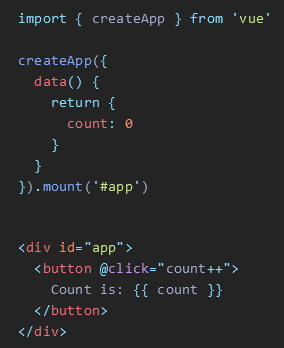 import { createApp } from 'vue'

createApp({
  data() {
    return {
      count: 0
    }
  }
}).mount('#app')


<div id="app">
  <button @click="count++">
    Count is: {{ count }}
  </button>
</div>